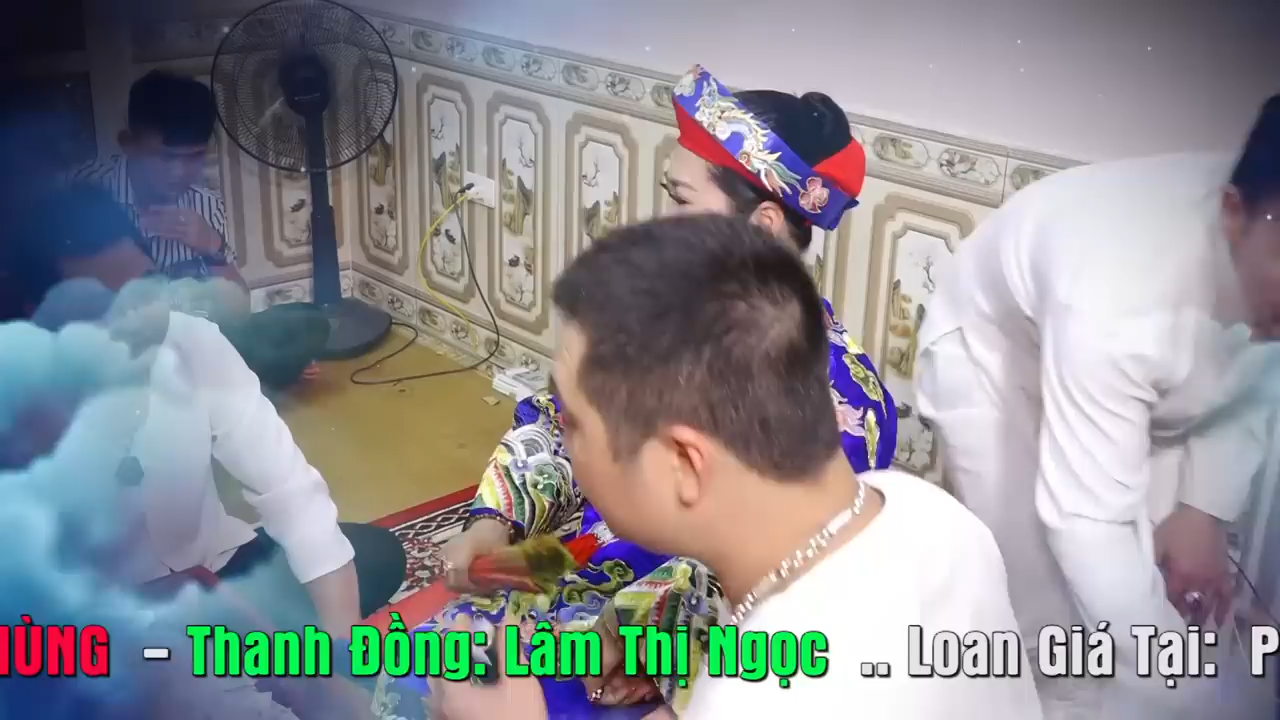 ÙNG – Thanh Đồng: Lâm Thị Ngọc .. Loan Giá Tại: P